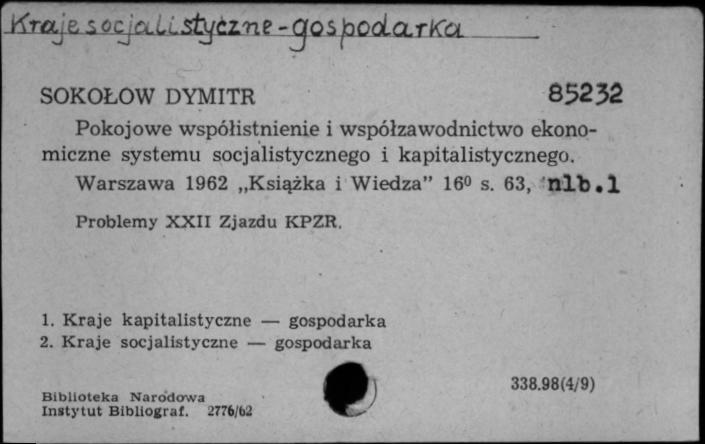 Kraje socjalistyczne - gospodarka
SOKOŁOW DYMITR 85232
Pokojowe współistnienie i współzawodnictwo ekono-
miczne systemu socjalistycznego i kapitalistycznego.
Warszawa 1962 „Książka i Wiedza” 16⁰ s. 63, nlb.1
Problemy XXII Zjazdu KPZR.
1. Kraje kapitalistyczne — gospodarka
2. Kraje socjalistyczne — gospodarka
338.98(4/9)
Biblioteka Narodowa
Instytut Bibliograf. 2776/62